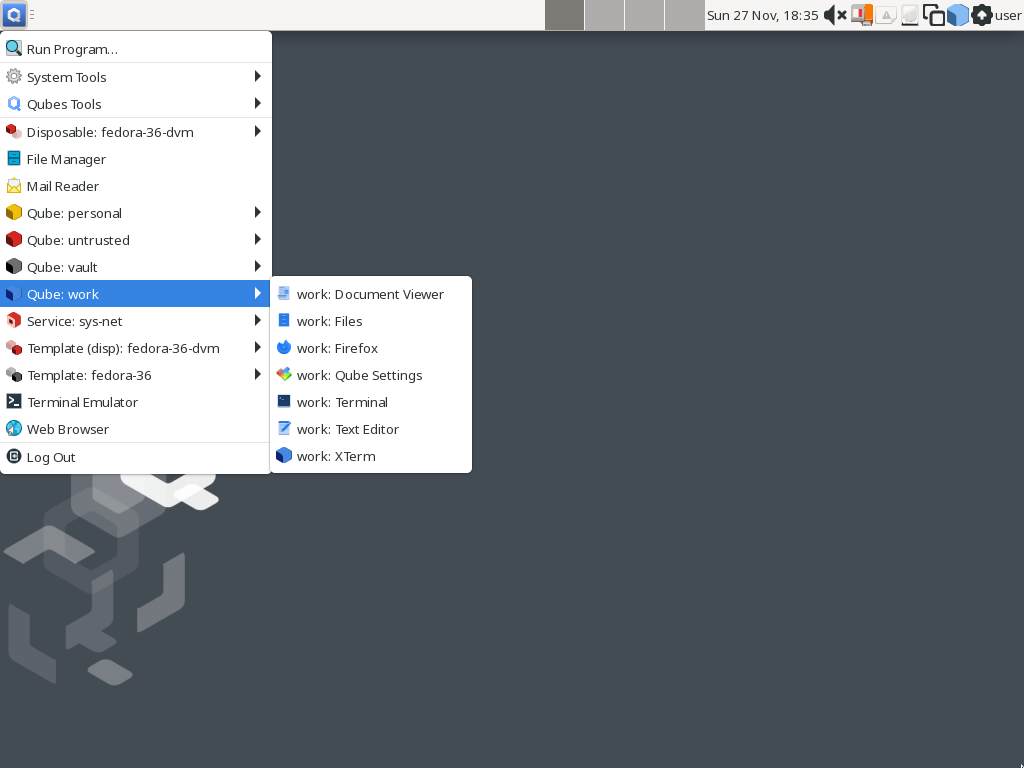 Sun 27 Nov, 18:35
user
Run Program...
System Tools
Qubes Tools
Disposable: fedora-36-dvm
File Manager
Mail Reader
Qube: personal
Qube: untrusted
Qube: vault
Qube: work
Service: sys-net
Template (disp): fedora-36-dvm
Template: fedora-36
Terminal Emulator
Web Browser
Log Out
work: Document Viewer
work: Files
work: Firefox
work: Qube Settings
work: Terminal
work: Text Editor
work: XTerm